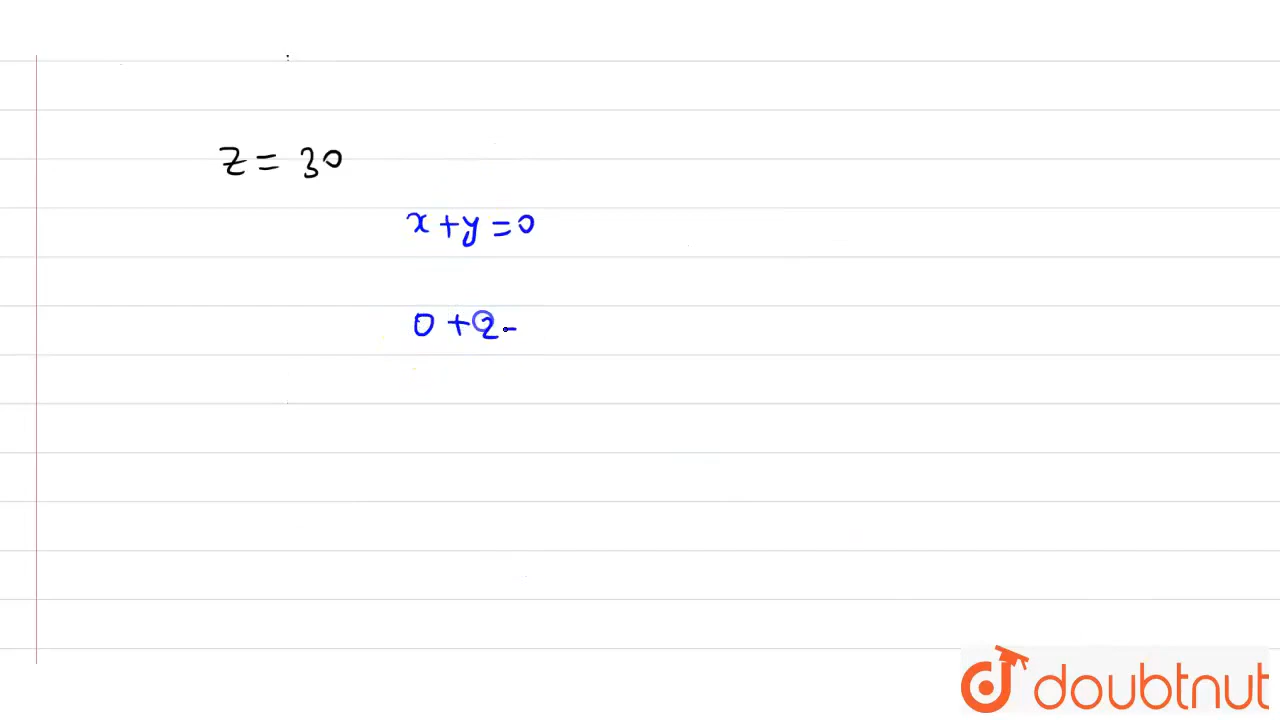 z = 30
x + y = 0
0 + 2 -
doubtnut